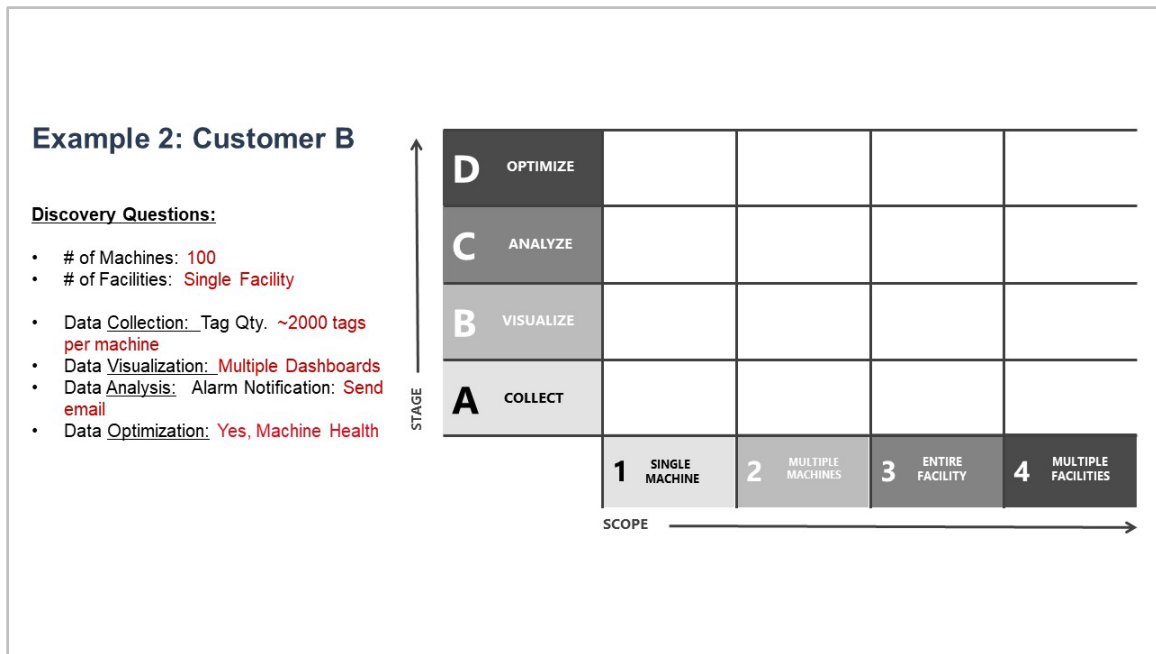 Example 2: Customer B
Discovery Questions:
• # of Machines: 100
• # of Facilities: Single Facility
• Data Collection: Tag Qty. ~2000 tags
per machine
• Data Visualization: Multiple Dashboards
• Data Analysis: Alarm Notification: Send
email
• Data Optimization: Yes, Machine Health
STAGE
D OPTIMIZE
C ANALYZE
B VISUALIZE
A COLLECT
1 SINGLE
MACHINE
2 MULTIPLE
MACHINES
3 ENTIRE
FACILITY
4 MULTIPLE
FACILITIES
SCOPE